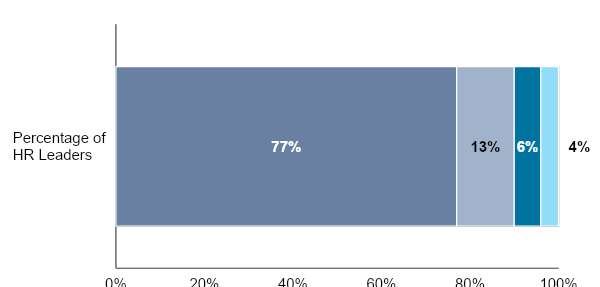 Percentage of
HR Leaders
77% 13% 6% 4%
0% 20% 40% 60% 80% 100%